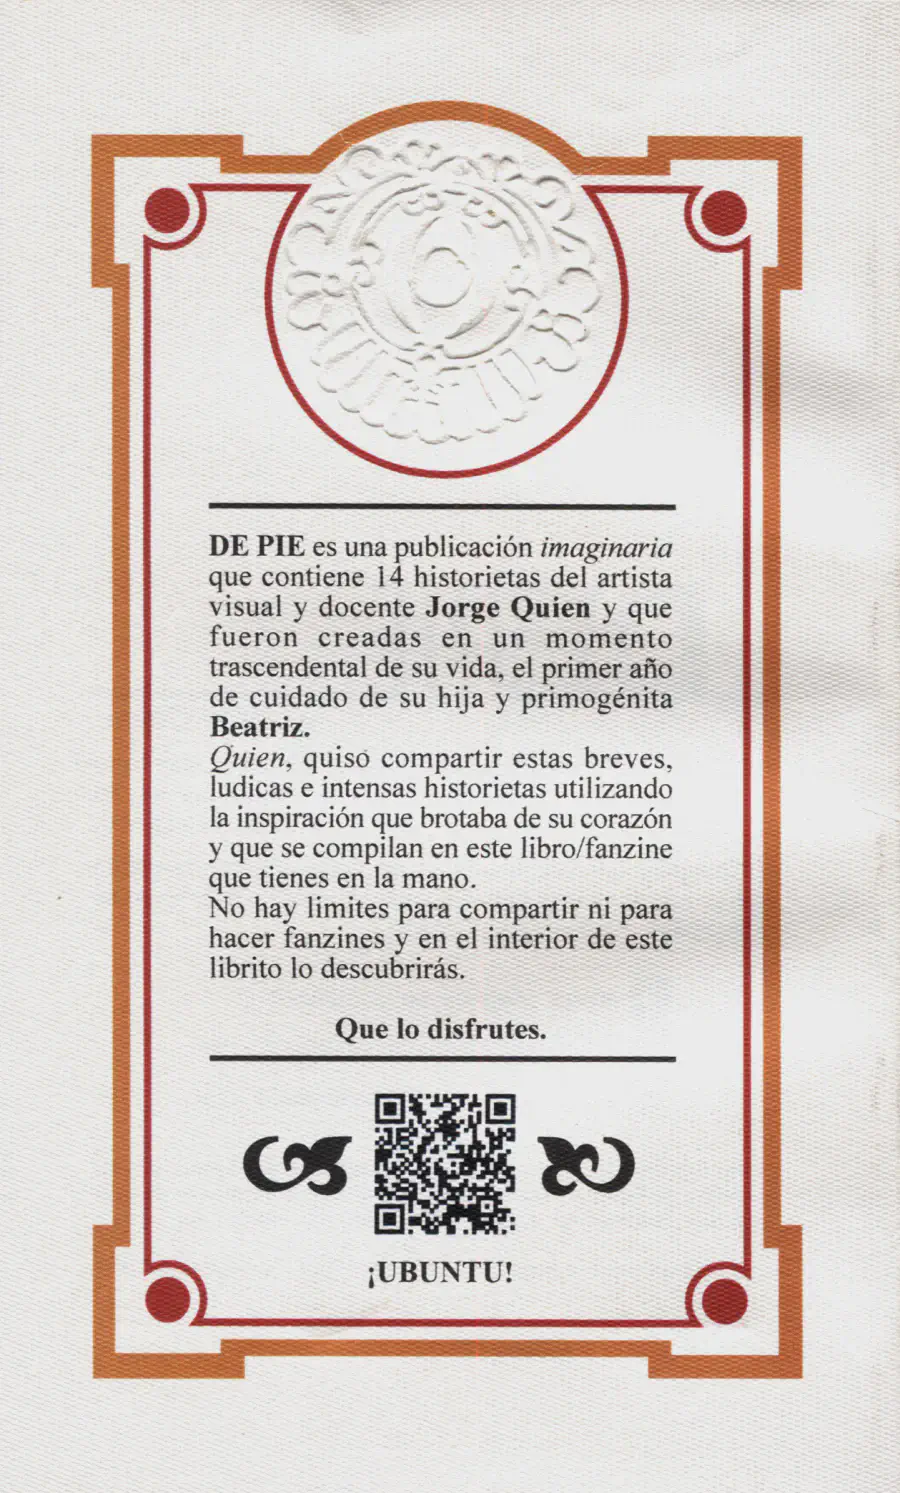 DE PIE es una publicación imaginaria
que contiene 14 historietas del artista
visual y docente Jorge Quien y que
fueron creadas en un momento
trascendental de su vida, el primer año
de cuidado de su hija y primogénita
Beatriz.
Quien, quiso compartir estas breves,
ludicas e intensas historietas utilizando
la inspiración que brotaba de su corazón
y que se compilan en este libro/fanzine
que tienes en la mano.
No hay limites para compartir ni para
hacer fanzines y en el interior de este
librito lo descubrirás.
Que lo disfrutes.
¡UBUNTU!